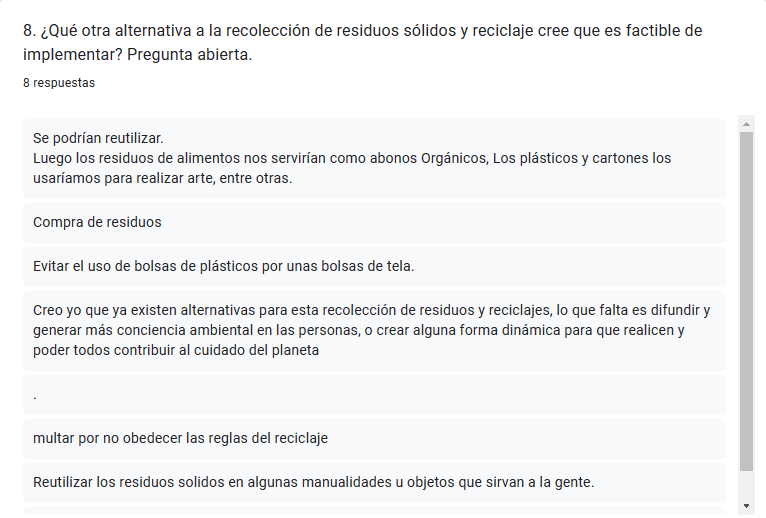 8. ¿Qué otra alternativa a la recolección de residuos sólidos y reciclaje cree que es factible de
implementar? Pregunta abierta.
8 respuestas
Se podrían reutilizar.
Luego los residuos de alimentos nos servirían como abonos Orgánicos, Los plásticos y cartones los
usaríamos para realizar arte, entre otras.
Compra de residuos
Evitar el uso de bolsas de plásticos por unas bolsas de tela.
Creo yo que ya existen alternativas para esta recolección de residuos y reciclajes, lo que falta es difundir y
generar más conciencia ambiental en las personas, o crear alguna forma dinámica para que realicen y
poder todos contribuir al cuidado del planeta
.
multar por no obedecer las reglas del reciclaje
Reutilizar los residuos solidos en algunas manualidades u objetos que sirvan a la gente.